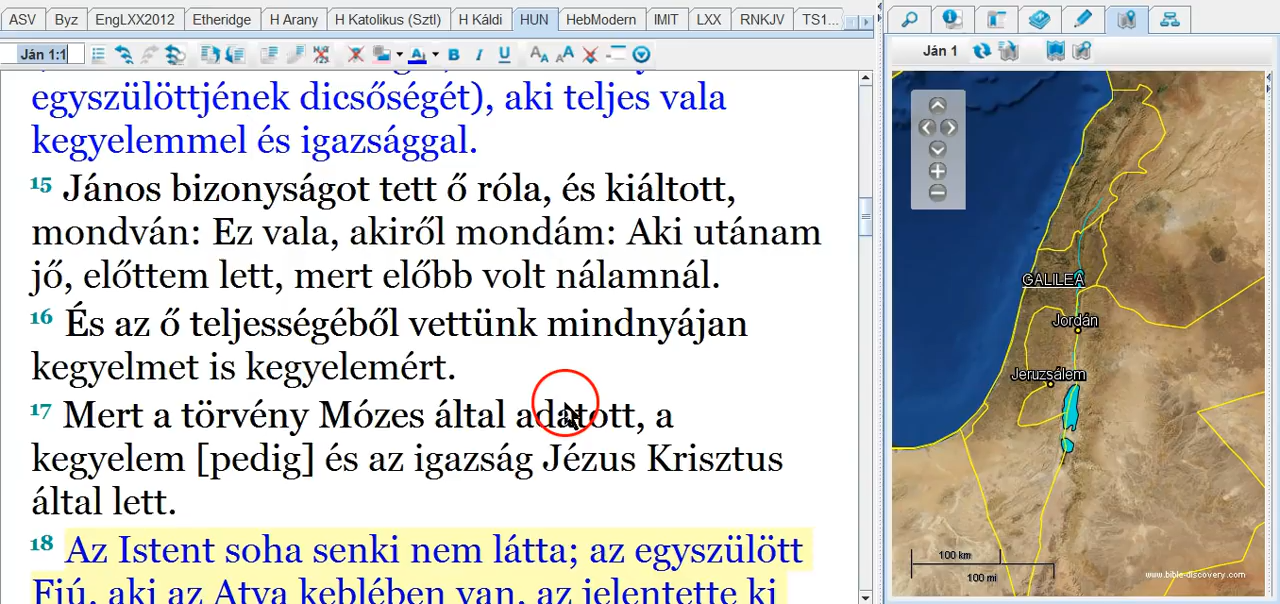 ASV Byz EngLXX2012 Etheridge H Arany H Katolikus (Sztl) H Káldi HUN HebModern IMIT LXX RNKJV TS1...
Ján 1:1
Ján 1
egyszülöttjének dicsőségét), aki teljes vala
kegyelemmel és igazsággal.
15 János bizonyságot tett ő róla, és kiáltott,
mondván: Ez vala, akiről mondám: Aki utánam
jő, előttem lett, mert előbb volt nálamnál.
16 És az ő teljességéből vettünk mindnyájan
kegyelmet is kegyelemért.
17 Mert a törvény Mózes által adatott, a
kegyelem [pedig] és az igazság Jézus Krisztus
által lett.
18 Az Istent soha senki nem látta; az egyszülött
Fiú, aki az Atya keblében van, az jelentette ki
GALILEA
Jordán
Jeruzsálem
100 km
100 mi
www.bible-discovery.com